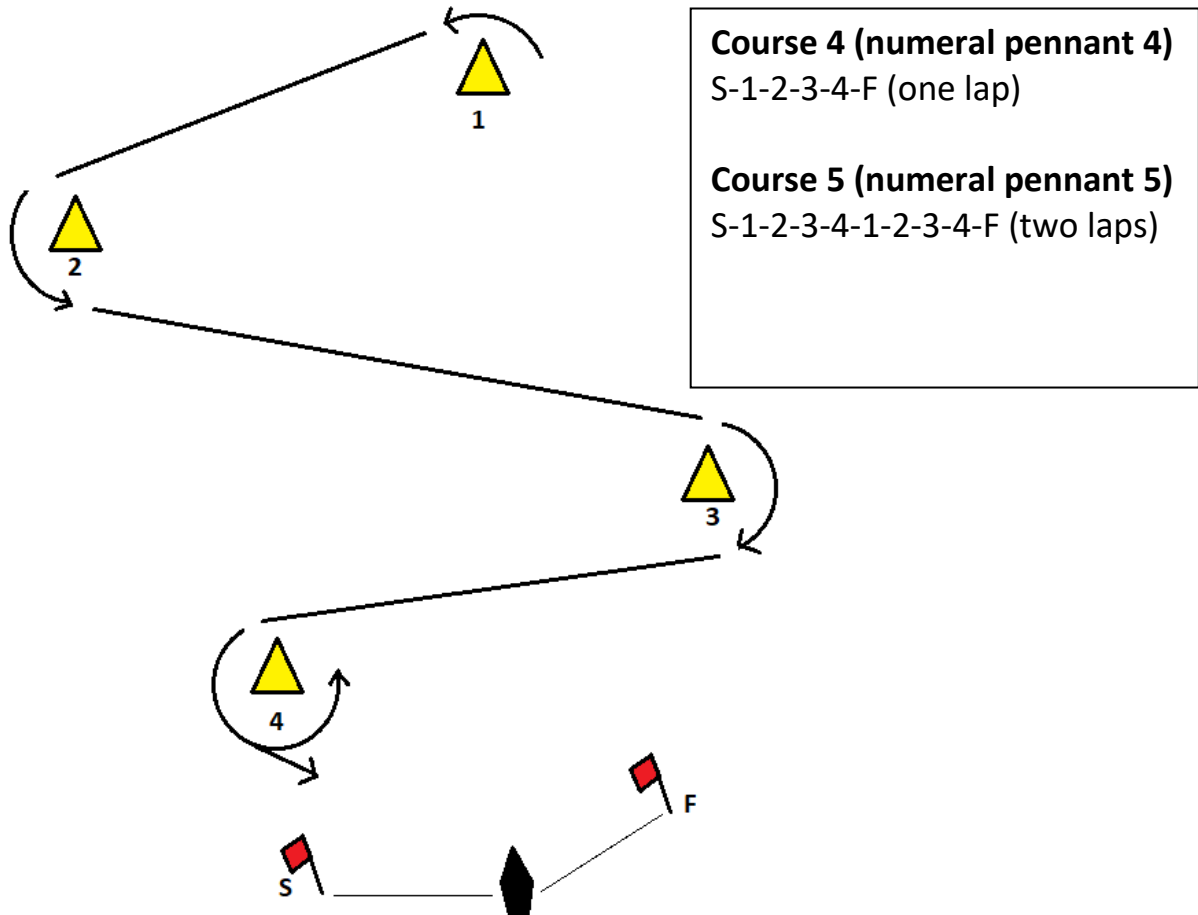 Course 4 (numeral pennant 4)
S-1-2-3-4-F (one lap)
Course 5 (numeral pennant 5)
S-1-2-3-4-1-2-3-4-F (two laps)
1
2
3
4
F
S